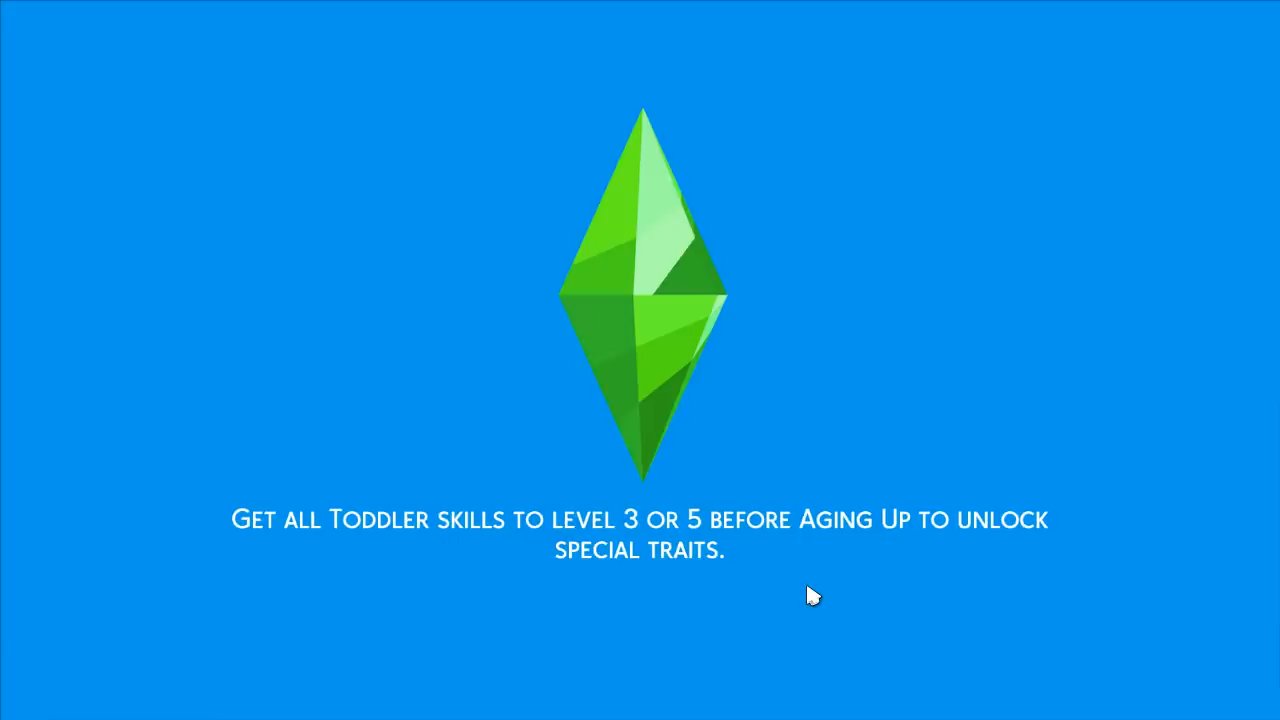 Get all Toddler skills to level 3 or 5 before Aging Up to unlock
special traits.